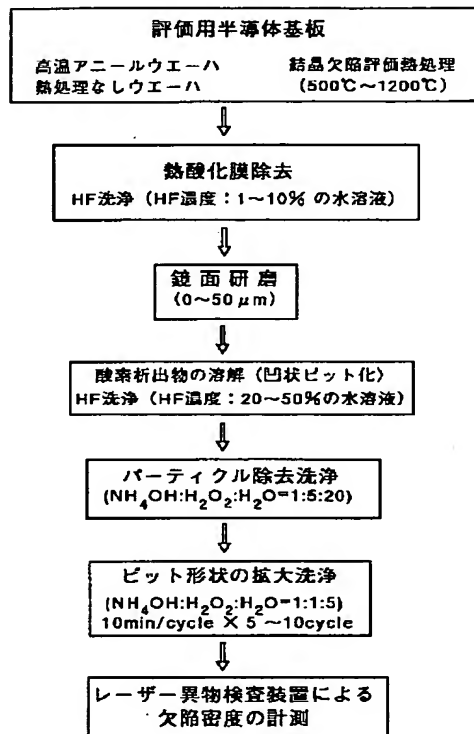 評価用半導体基板
高温アニールウエーハ 結晶欠陥評価熱処理
熱処理なしウエーハ (500℃～1200℃)
熱酸化膜除去
HF洗浄（HF濃度：1～10% の水溶液）
鏡面研磨
(0～50μm)
酸素析出物の溶解（凹状ピット化）
HF洗浄（HF濃度：20～50%の水溶液）
パーティクル除去洗浄
(NH4OH:H2O2:H2O=1:5:20)
ピット形状の拡大洗浄
(NH4OH:H2O2:H2O=1:1:5)
10min/cycle × 5～10cycle
レーザー異物検査装置による
欠陥密度の計測